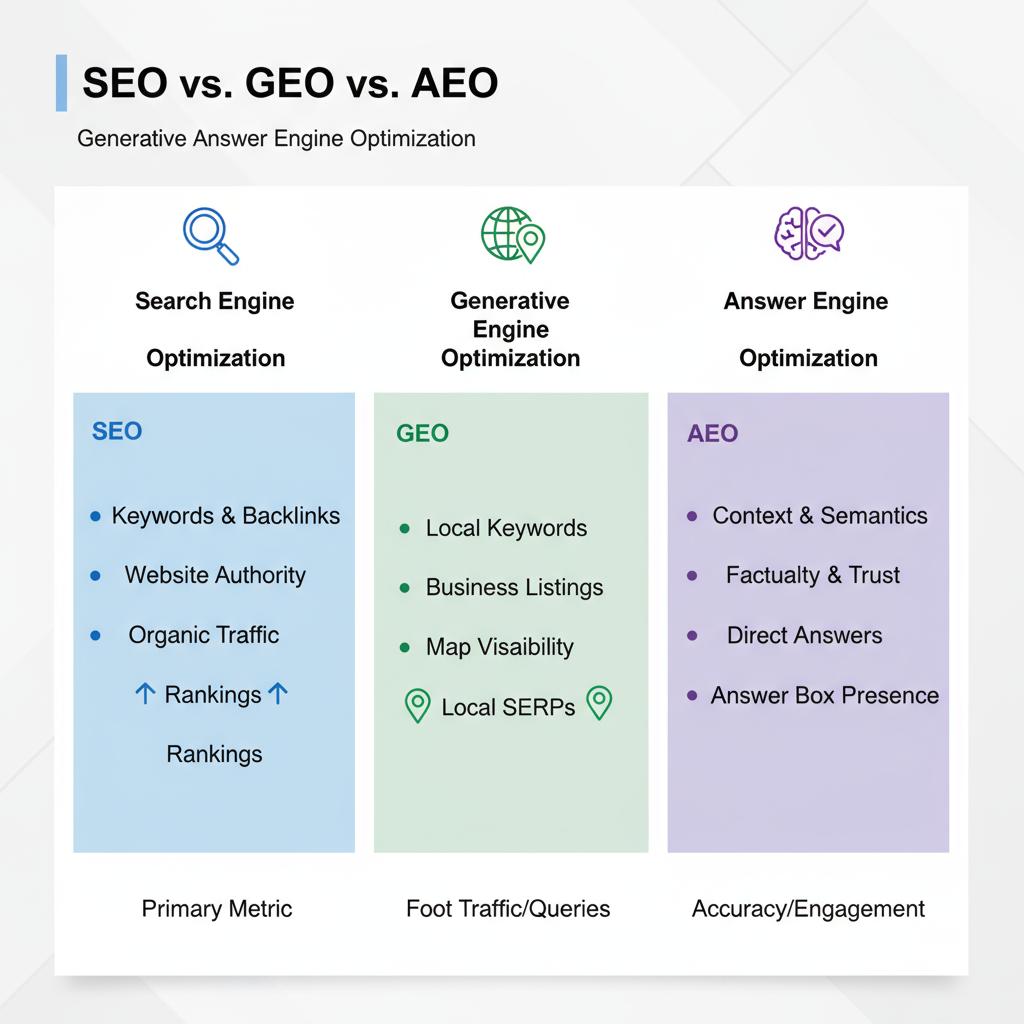 SEO vs. GEO vs. AEO
Generative Answer Engine Optimization
Search Engine
Optimization
Generative
Engine
Optimization
Answer Engine
Optimization
SEO
Keywords & Backlinks
Website Authority
Organic Traffic
Rankings
Rankings
GEO
Local Keywords
Business Listings
Map Visaibility
Local SERPs
AEO
Context & Semantics
Factualty & Trust
Direct Answers
Answer Box Presence
Primary Metric
Foot Traffic/Queries
Accuracy/Engagement